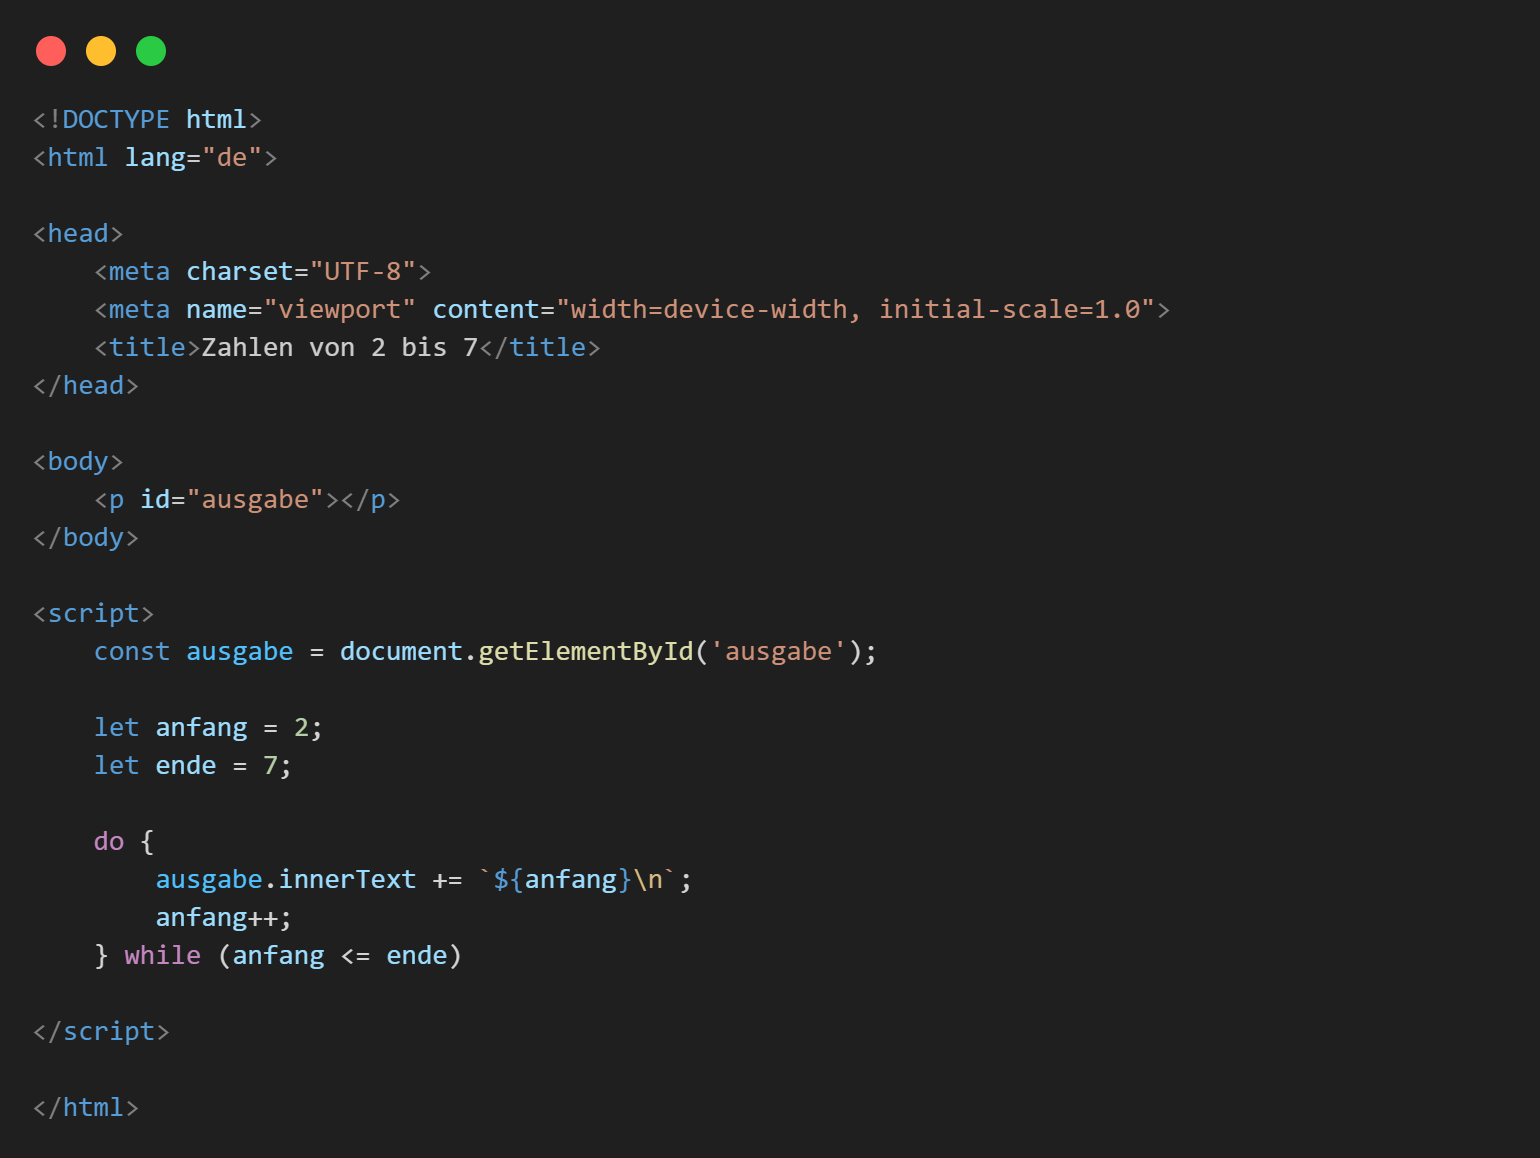 <!DOCTYPE html>
<html lang="de">

<head>
    <meta charset="UTF-8">
    <meta name="viewport" content="width=device-width, initial-scale=1.0">
    <title>Zahlen von 2 bis 7</title>
</head>

<body>
    <p id="ausgabe"></p>
</body>

<script>
    const ausgabe = document.getElementById('ausgabe');

    let anfang = 2;
    let ende = 7;

    do {
        ausgabe.innerText += `${anfang}\n`;
        anfang++;
    } while (anfang <= ende)

</script>

</html>